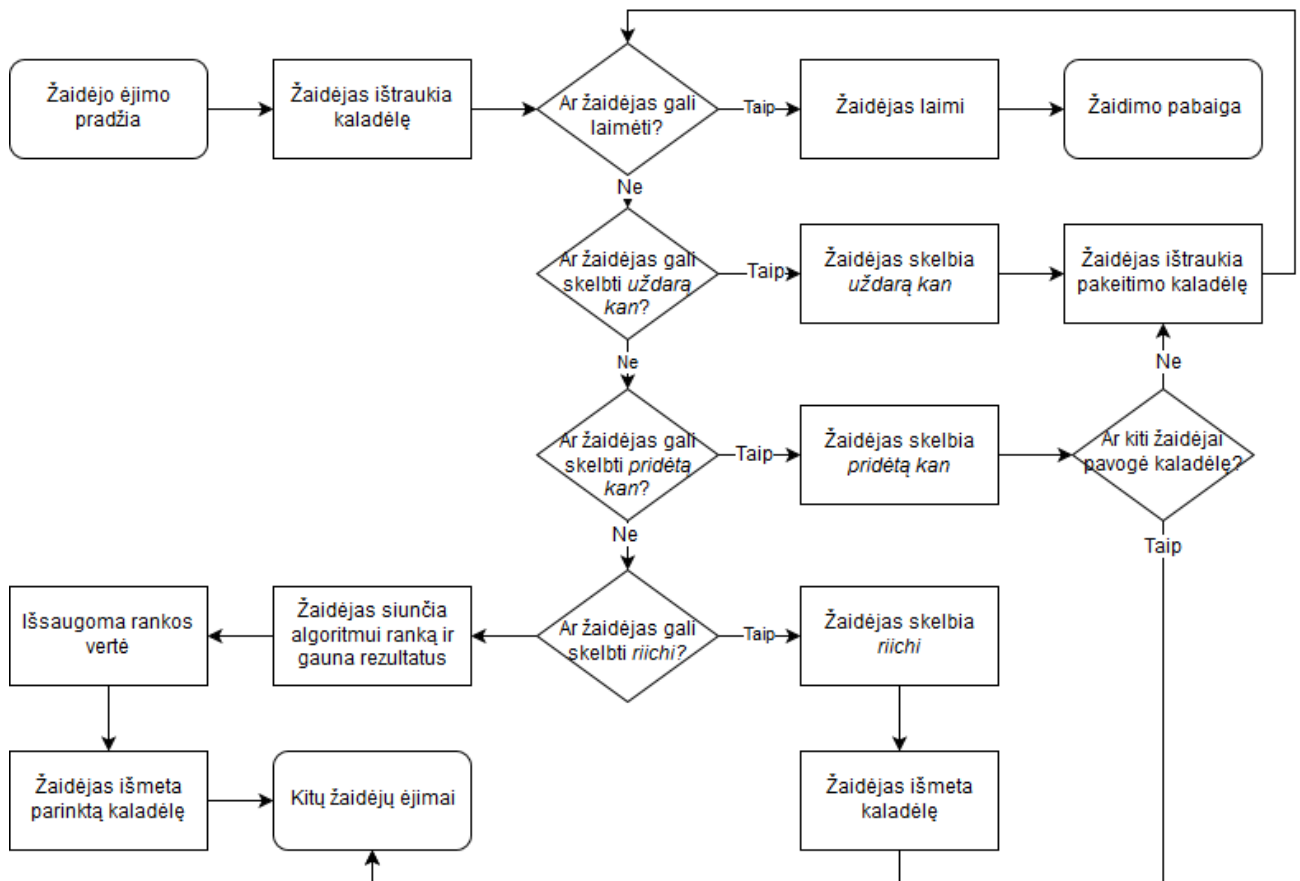 Žaidėjo ėjimo
pradžia
Žaidėjas ištraukia
kaladėlę
Ar žaidėjas gali
laimėti?
Taip
Žaidėjas laimi
Žaidimo pabaiga
Ne
Ar žaidėjas gali
skelbti uždarą
kan?
Taip
Žaidėjas skelbia
uždarą kan
Žaidėjas ištraukia
pakeitimo kaladėlę
Ne
Ne
Ar žaidėjas gali
skelbti pridėtą
kan?
Taip
Žaidėjas skelbia
pridėtą kan
Ar kiti žaidėjai
pavogė kaladėlę?
Ne
Taip
Išsaugoma rankos
vertė
Žaidėjas siunčia
algoritmui ranką ir
gauna rezultatus
Ar žaidėjas gali
skelbti riichi?
Taip
Žaidėjas skelbia
riichi
Žaidėjas išmeta
parinktą kaladėlę
Kitų žaidėjų ėjimai
Žaidėjas išmeta
kaladėlę